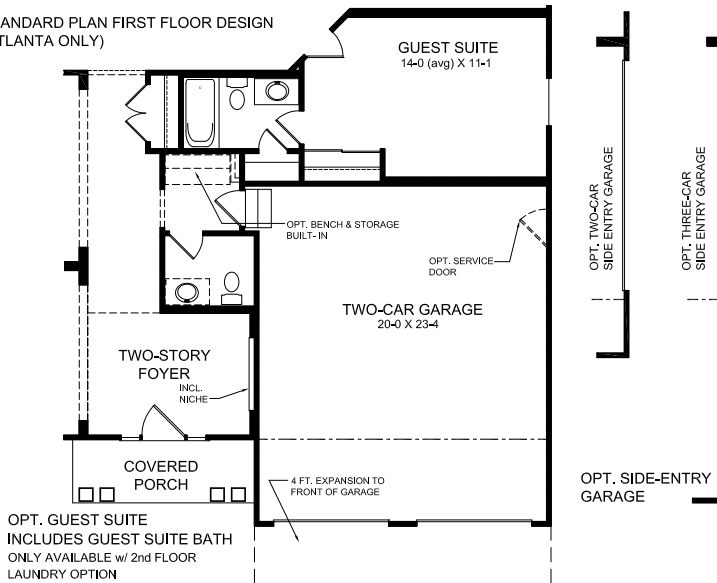 ANDARD PLAN FIRST FLOOR DESIGN
TLANTA ONLY)
GUEST SUITE
14-0 (avg) X 11-1
OPT. BENCH & STORAGE
BUILT- IN
OPT. SERVICE
DOOR
OPT. TWO-CAR
SIDE ENTRY GARAGE
OPT. THREE-CAR
SIDE ENTRY GARAGE
TWO-CAR GARAGE
20-0 X 23-4
TWO-STORY
FOYER
INCL.
NICHE
COVERED
PORCH
4 FT. EXPANSION TO
FRONT OF GARAGE
OPT. SIDE-ENTRY
GARAGE
OPT. GUEST SUITE
INCLUDES GUEST SUITE BATH
ONLY AVAILABLE w/ 2nd FLOOR
LAUNDRY OPTION